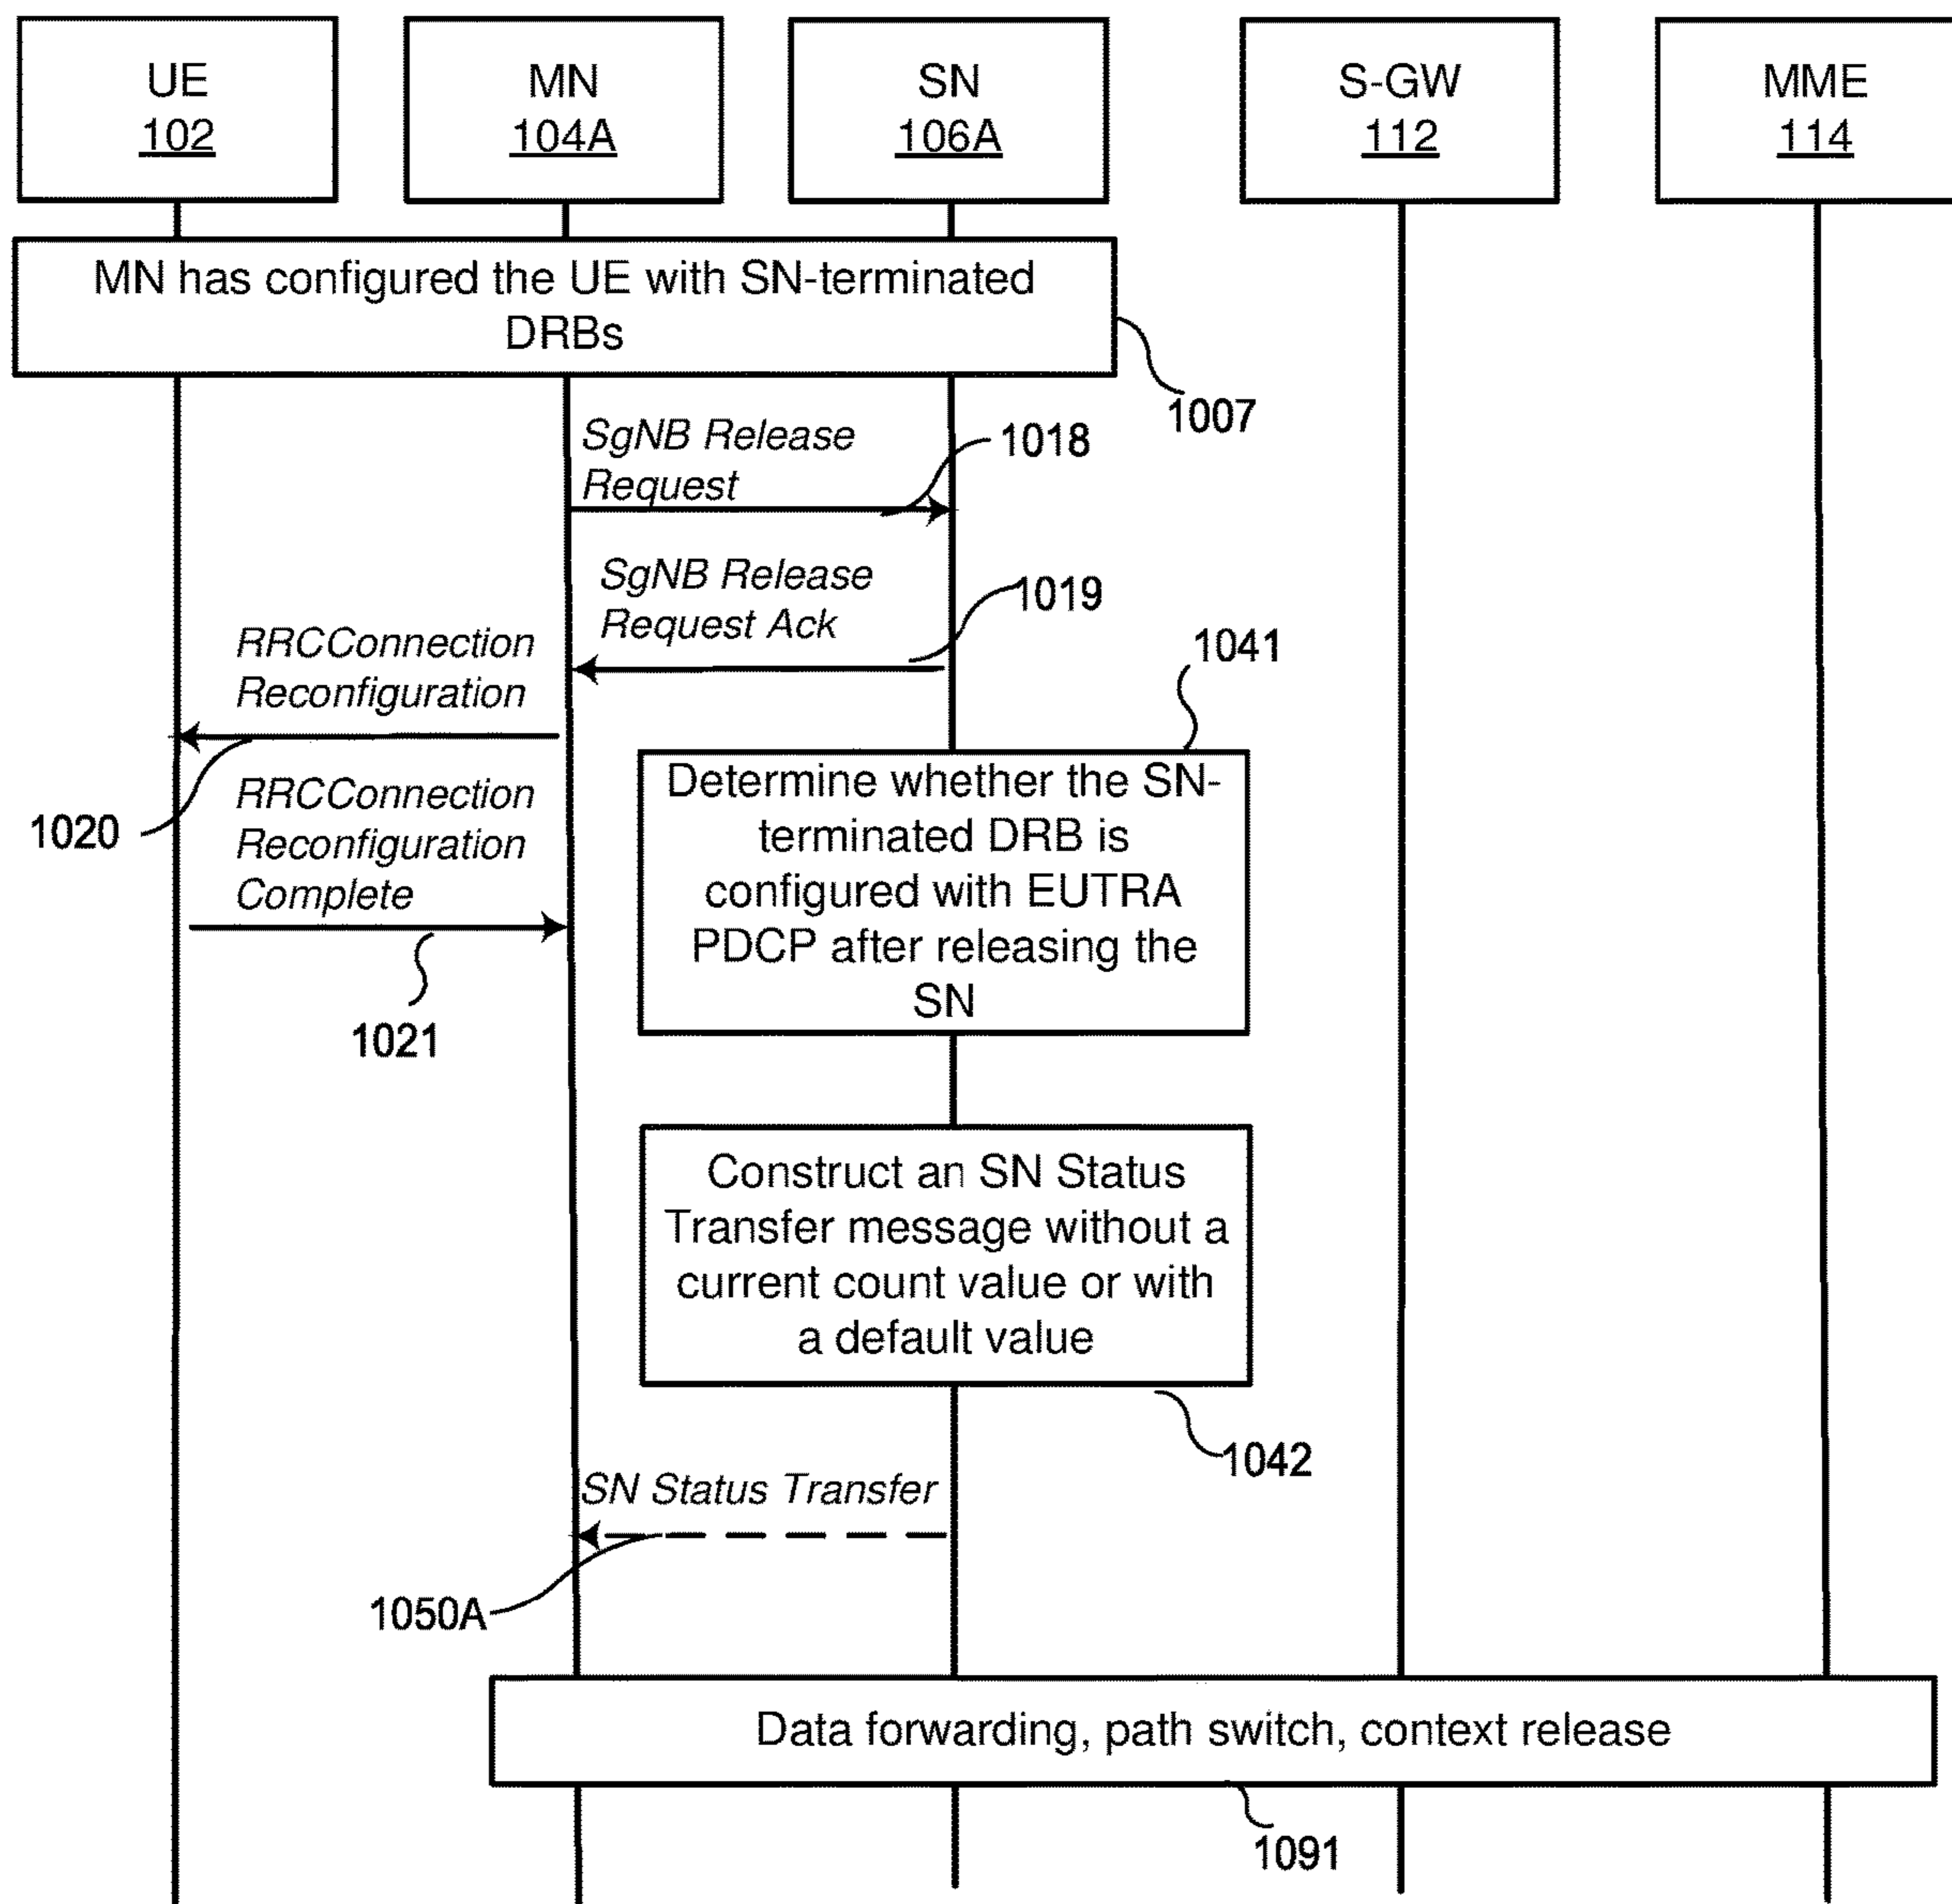 UE
102
MN
104A
SN
106A
S-GW
112
MME
114
MN has configured the UE with SN-terminated
DRBs
1007
SgNB Release
Request
1018
SgNB Release
Request Ack
1019
RRCConnection
Reconfiguration
1020
1041
Determine whether the SN-
terminated DRB is
configured with EUTRA
PDCP after releasing the
SN
RRCConnection
Reconfiguration
Complete
1021
Construct an SN Status
Transfer message without a
current count value or with
a default value
1042
SN Status Transfer
1050A
Data forwarding, path switch, context release
1091